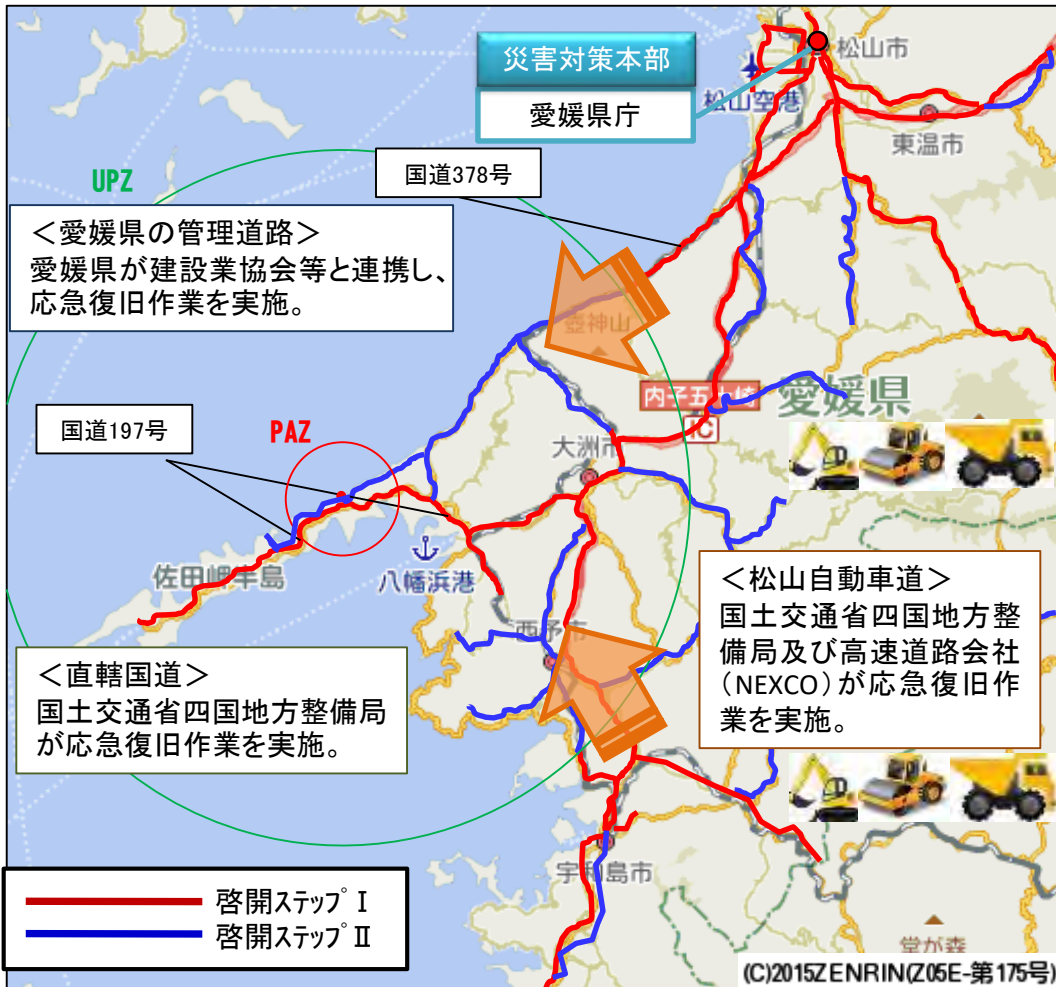 災害対策本部
愛媛県庁
松山市
松山空港
東温市
国道378号
UPZ
<愛媛県の管理道路>
愛媛県が建設業協会等と連携し、
応急復旧作業を実施。
壺神山
内子五十崎
IC
愛媛県
国道197号
PAZ
大洲市
八幡浜港
佐田岬半島
<松山自動車道>
国土交通省四国地方整
備局及び高速道路会社
(NEXCO)が応急復旧作
業を実施。
西予市
<直轄国道>
国土交通省四国地方整備局
が応急復旧作業を実施。
宇和島市
啓開ステップⅠ
啓開ステップⅡ
堂が森
(C)2015ZENRIN(Z05E-第175号)